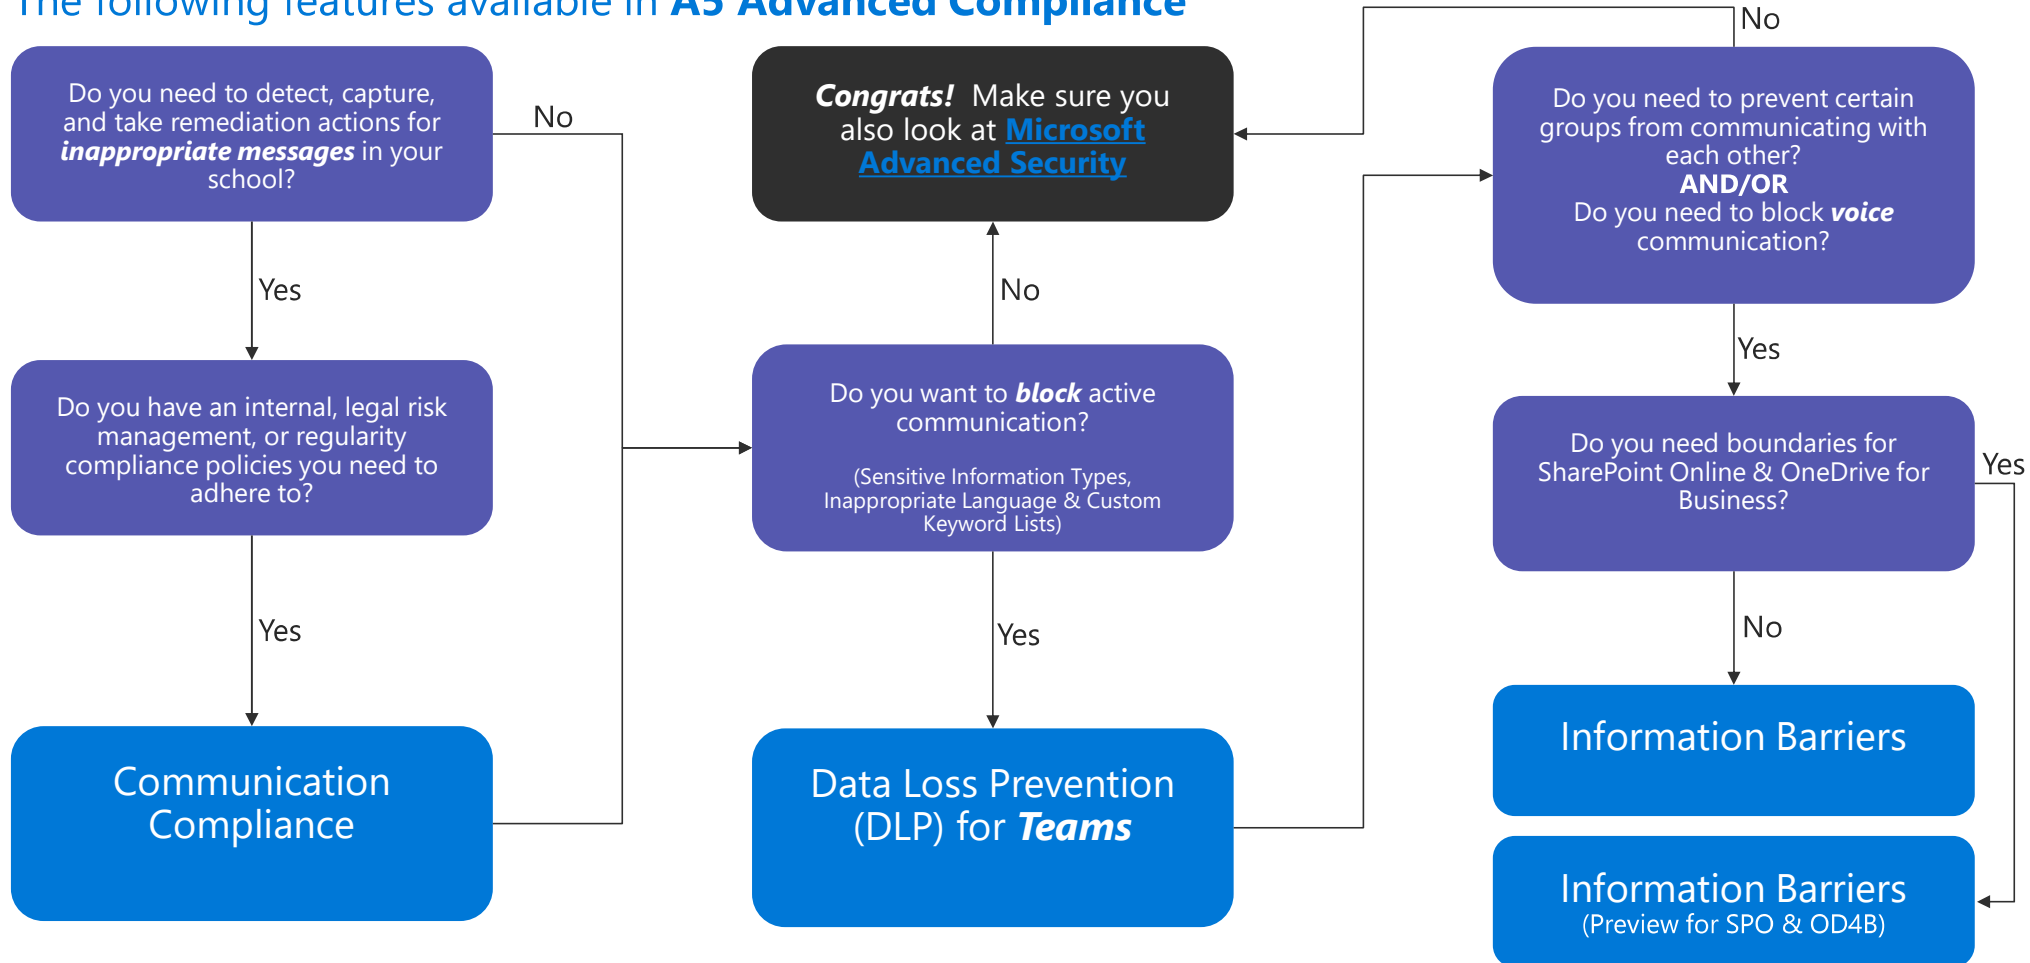 The following features available in A5 Advanced Compliance
Do you need to detect, capture,
and take remediation actions for
inappropriate messages in your
school?
No
Yes
Do you have an internal, legal risk
management, or regularity
compliance policies you need to
adhere to?
Yes
Communication
Compliance
Congrats! Make sure you
also look at Microsoft
Advanced Security
No
Do you want to block active
communication?
(Sensitive Information Types,
Inappropriate Language & Custom
Keyword Lists)
Yes
Data Loss Prevention
(DLP) for Teams
No
Do you need to prevent certain
groups from communicating with
each other?
AND/OR
Do you need to block voice
communication?
Yes
Do you need boundaries for
SharePoint Online & OneDrive for
Business?
Yes
No
Information Barriers
Information Barriers
(Preview for SPO & OD4B)